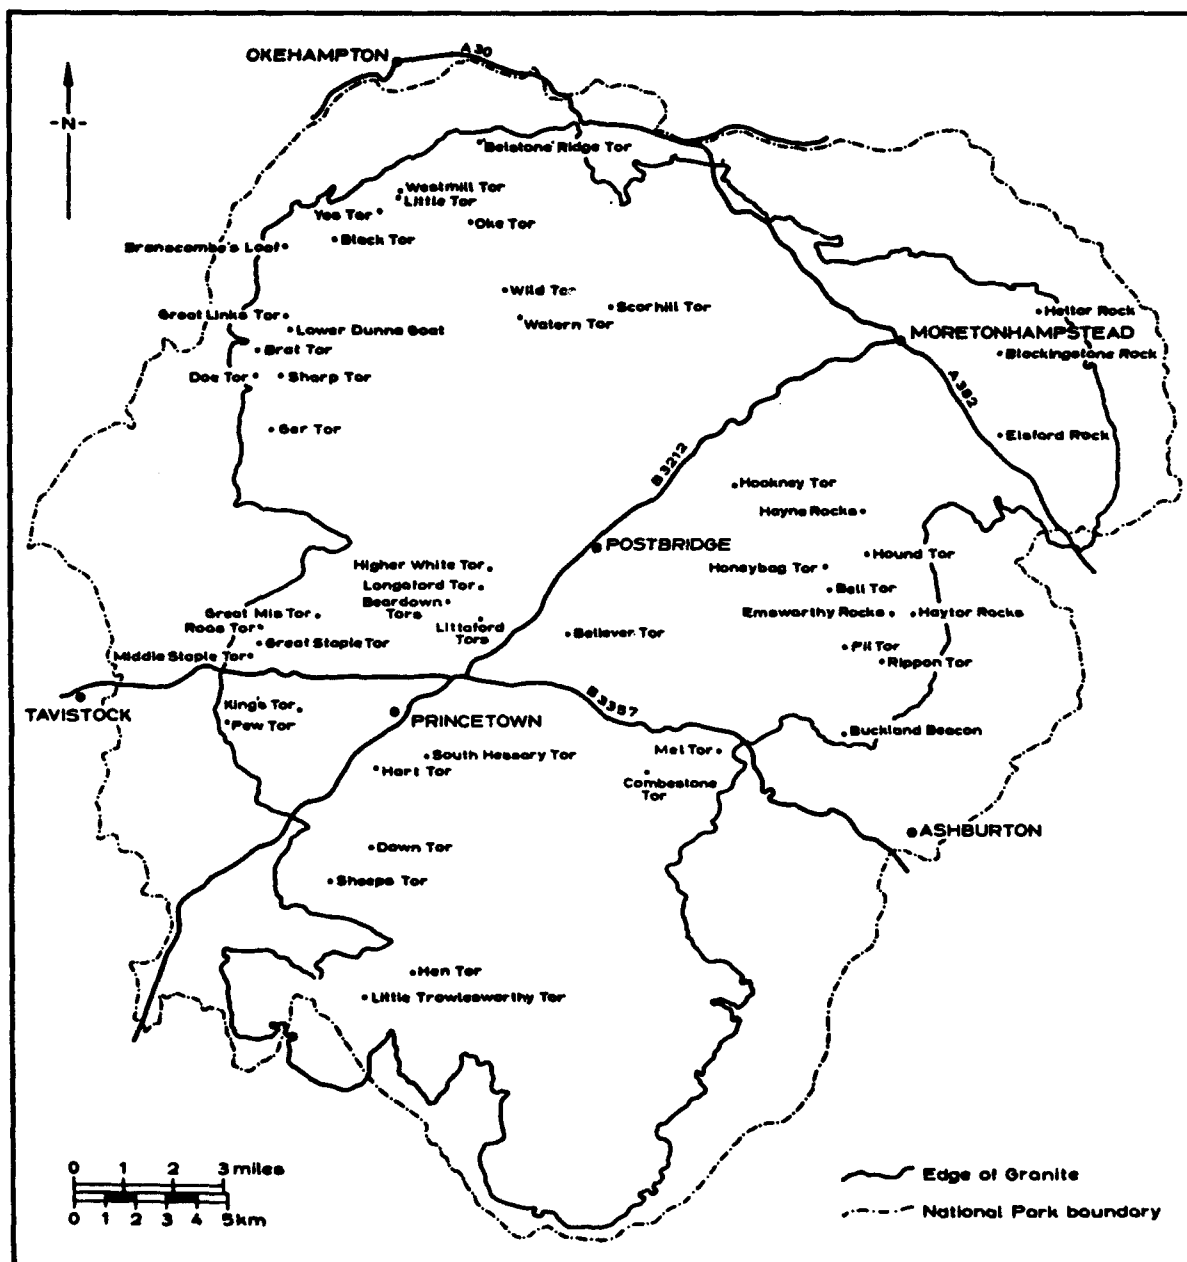 OKEHAMPTON
A30
-N-
Belstone Ridge Tor
Westmill Tor
Little Tor
Yes Tor
Oke Tor
Black Tor
Branscombe's Loaf
Wild Tor
Scorhill Tor
Watern Tor
Great Links Tor
Heltor Rock
Lower Dunna Goat
MORETONHAMPSTEAD
Brat Tor
Blackingstone Rock
Doe Tor
Sharp Tor
A 382
Ger Tor
Elsford Rock
B 3212
Hookney Tor
Hayne Rocks
POSTBRIDGE
Hound Tor
Higher White Tor
Honeybag Tor
Longaford Tor
Bell Tor
Beardown
Tors
Great Mis Tor
Emsworthy Rocks
Haytor Rocks
Roos Tor
Littaford
Tors
Bellever Tor
Great Staple Tor
Pil Tor
Middle Staple Tor
Rippon Tor
TAVISTOCK
King's Tor
Pew Tor
PRINCETOWN
B 3357
Buckland Beacon
South Hessary Tor
Mel Tor
Hart Tor
Combestone
Tor
ASHBURTON
Down Tor
Sheeps Tor
Hen Tor
Little Trowlesworthy Tor
0 1 2 3 miles
0 1 2 3 4 5km
Edge of Granite
National Park boundary